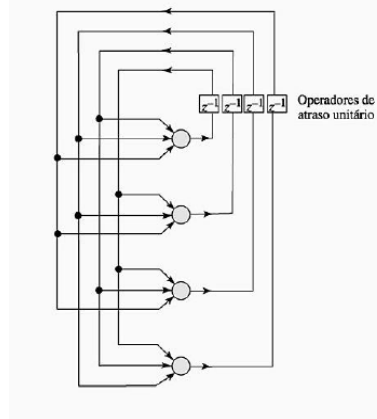 z⁻¹ z⁻¹ z⁻¹ z⁻¹
Operadores de
atraso unitário